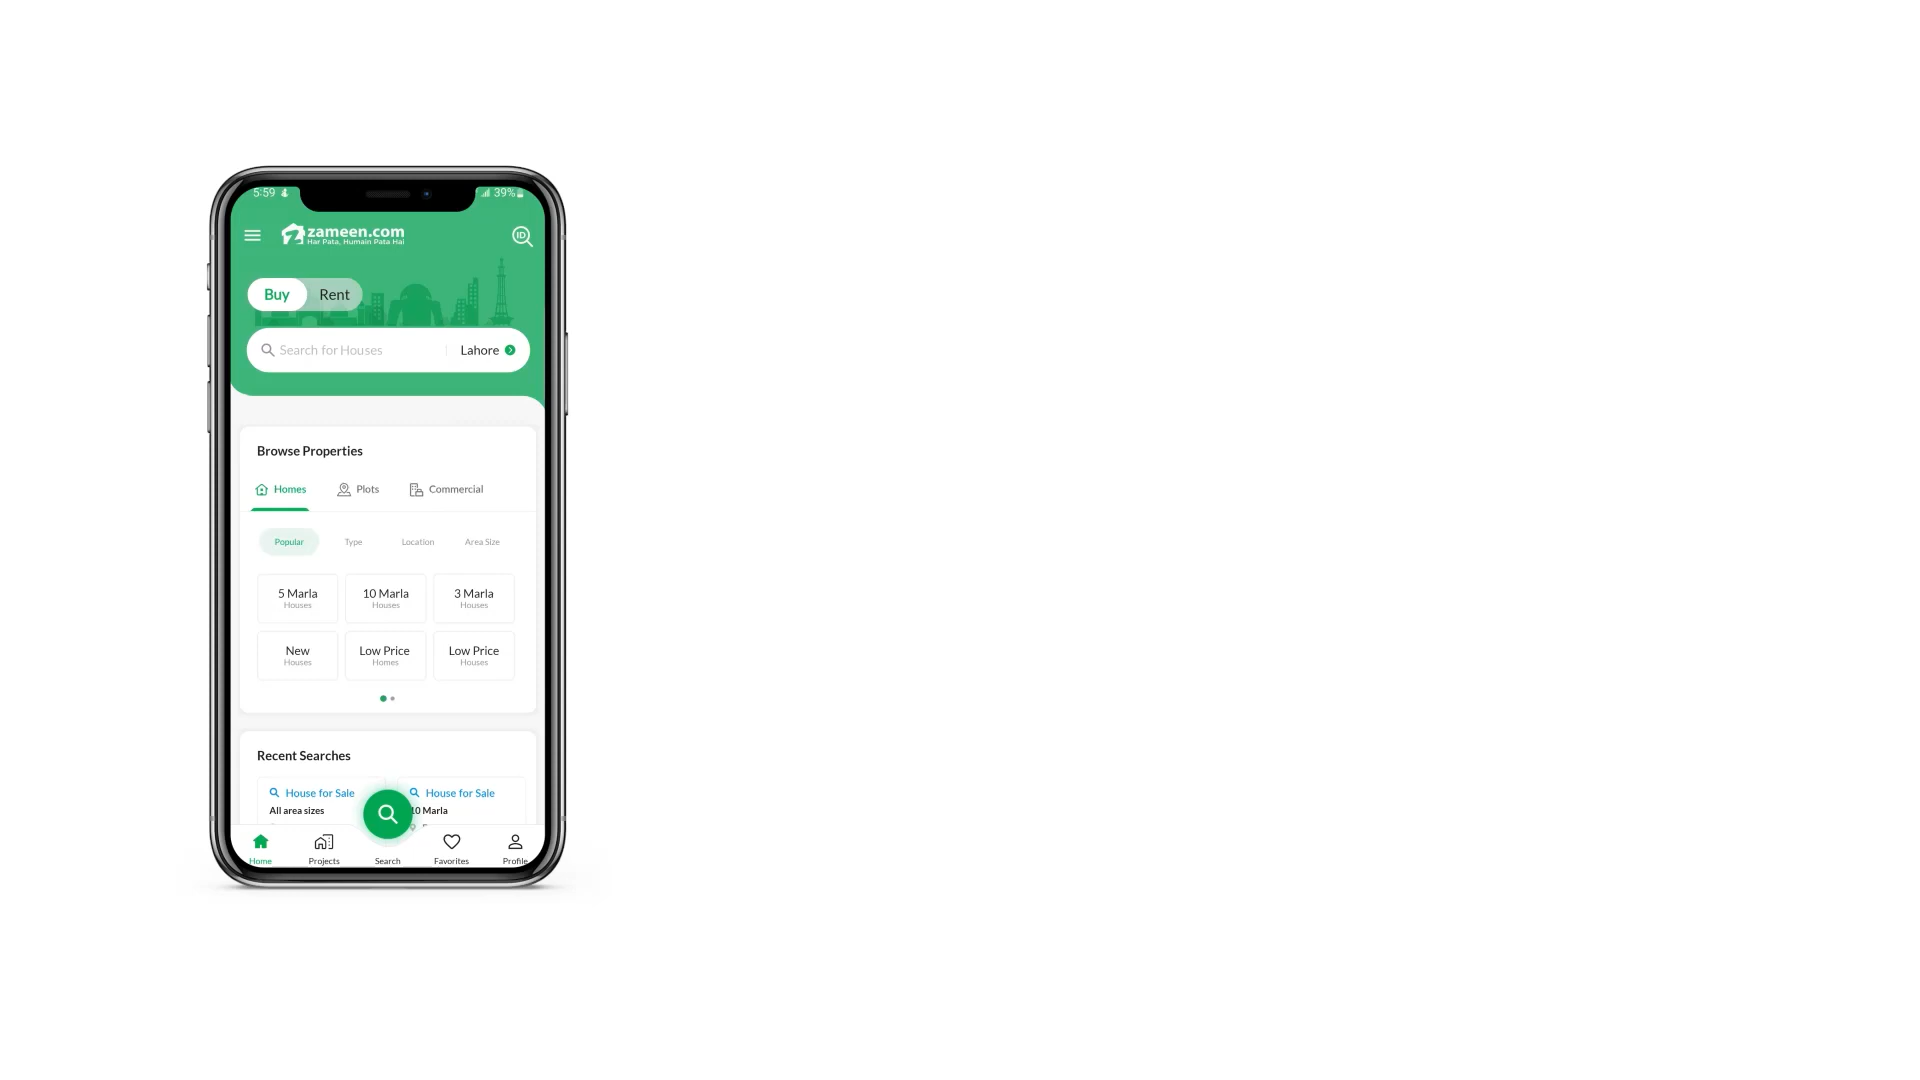 5:59
39%
zameen.com
Har Pata, Humain Pata Hai
ID
Buy Rent
Search for Houses Lahore
Browse Properties
Homes Plots Commercial
Popular Type Location Area Size
5 Marla 10 Marla 3 Marla
Houses Houses Houses
New Low Price Low Price
Houses Homes Houses
Recent Searches
House for Sale House for Sale
All area sizes 10 Marla
Home Projects Search Favorites Profile